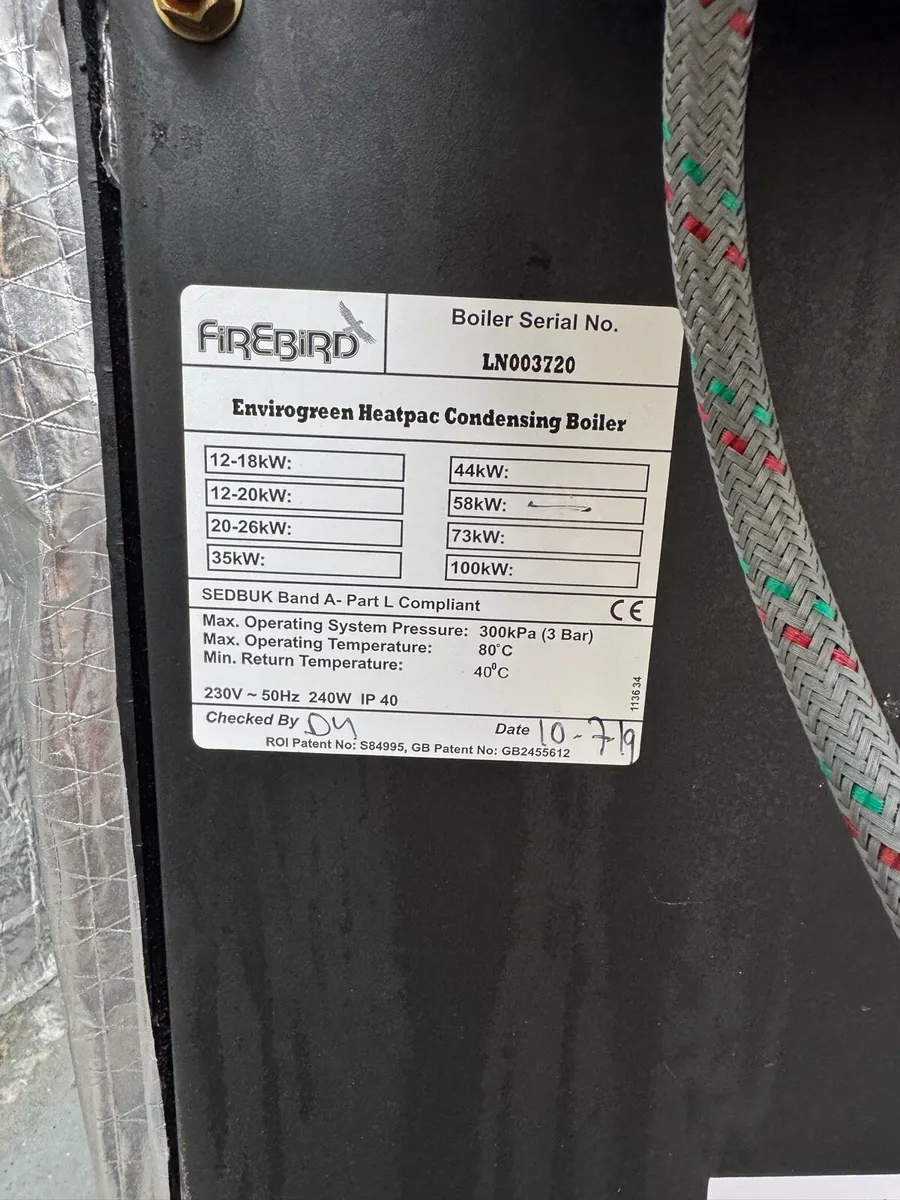 FiREBiRD
Boiler Serial No.
LN003720
Envirogreen Heatpac Condensing Boiler
12-18kW:
12-20kW:
20-26kW:
35kW:
44kW:
58kW:
73kW:
100kW:
SEDBUK Band A- Part L Compliant
CE
Max. Operating System Pressure: 300kPa (3 Bar)
Max. Operating Temperature: 80°C
Min. Return Temperature: 40°C
230V ~ 50Hz 240W IP 40
113634
Checked By DY
Date 10-7-19
ROI Patent No: S84995, GB Patent No: GB2455612